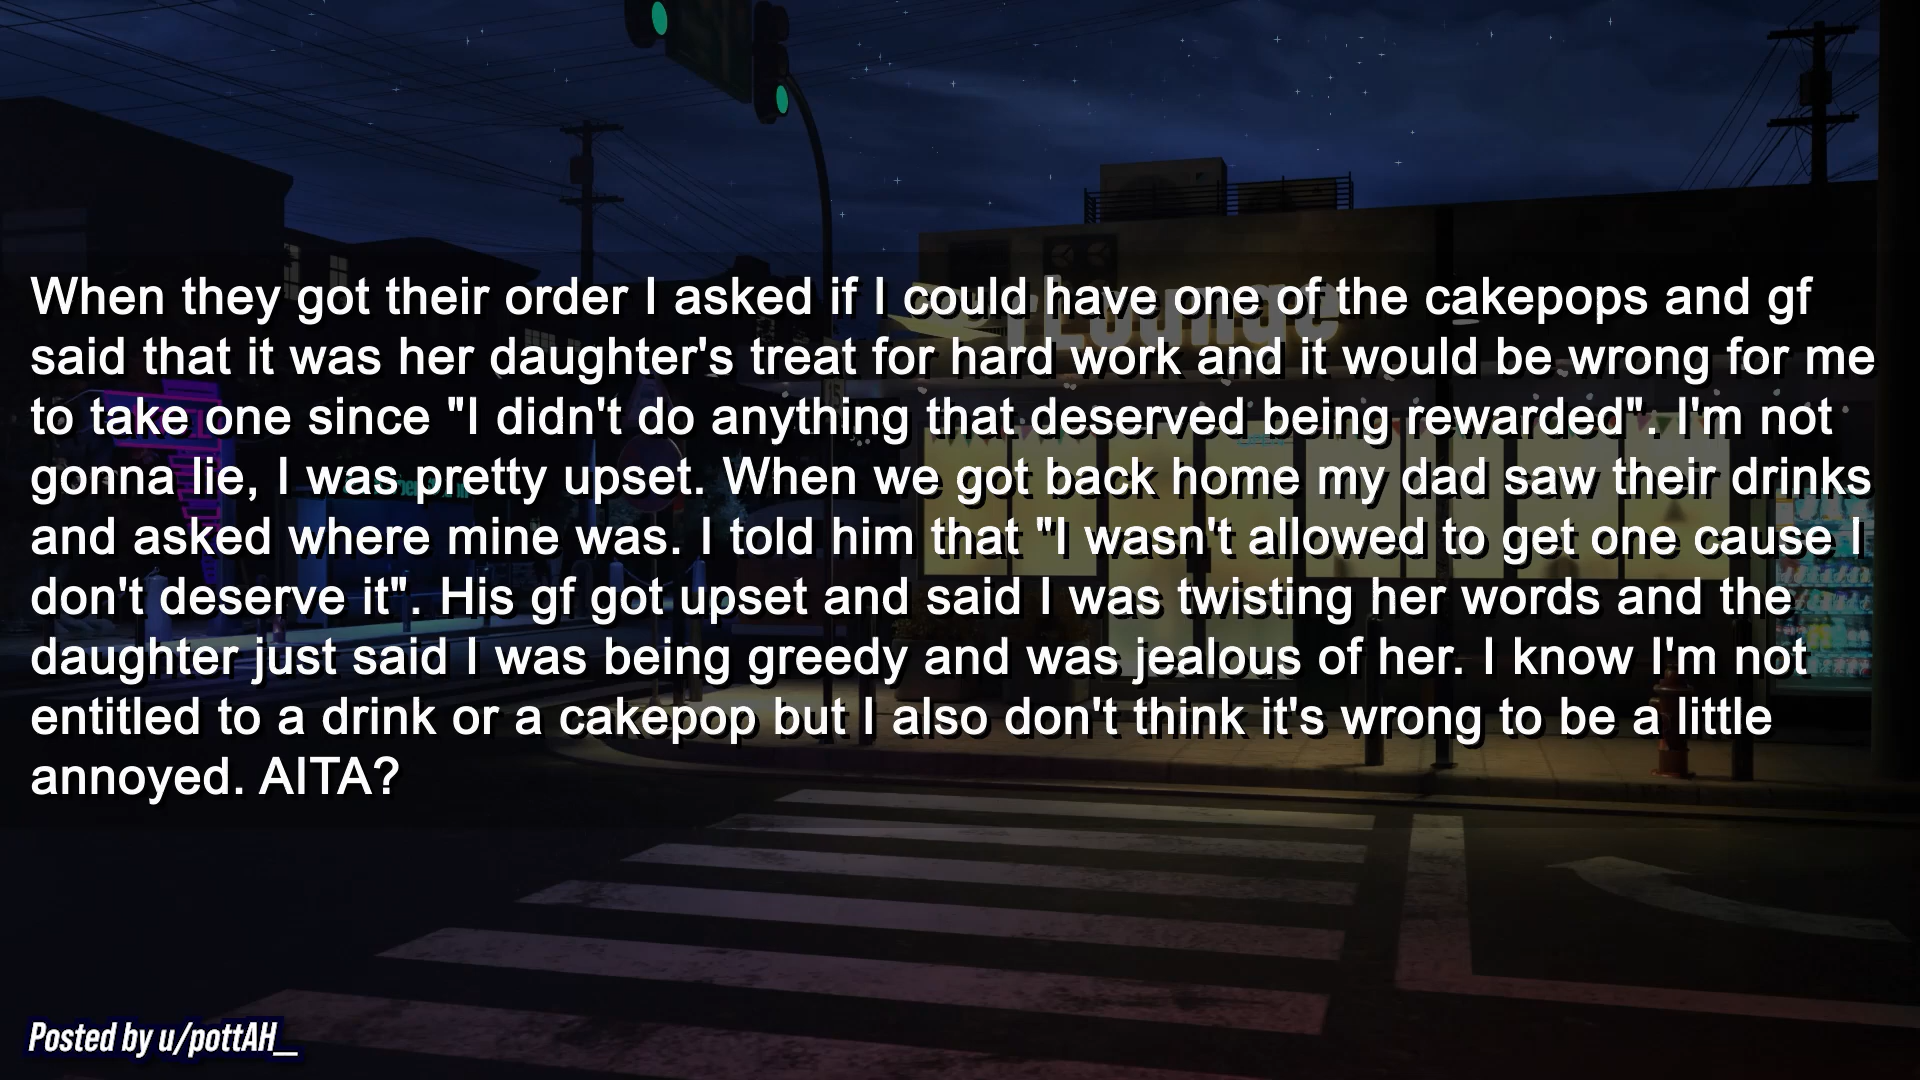 When they got their order I asked if I could have one of the cakepops and gf
said that it was her daughter's treat for hard work and it would be wrong for me
to take one since "I didn't do anything that deserved being rewarded". I'm not
gonna lie, I was pretty upset. When we got back home my dad saw their drinks
and asked where mine was. I told him that "I wasn't allowed to get one cause I
don't deserve it". His gf got upset and said I was twisting her words and the
daughter just said I was being greedy and was jealous of her. I know I'm not
entitled to a drink or a cakepop but I also don't think it's wrong to be a little
annoyed. AITA?
Posted by u/pottAH_